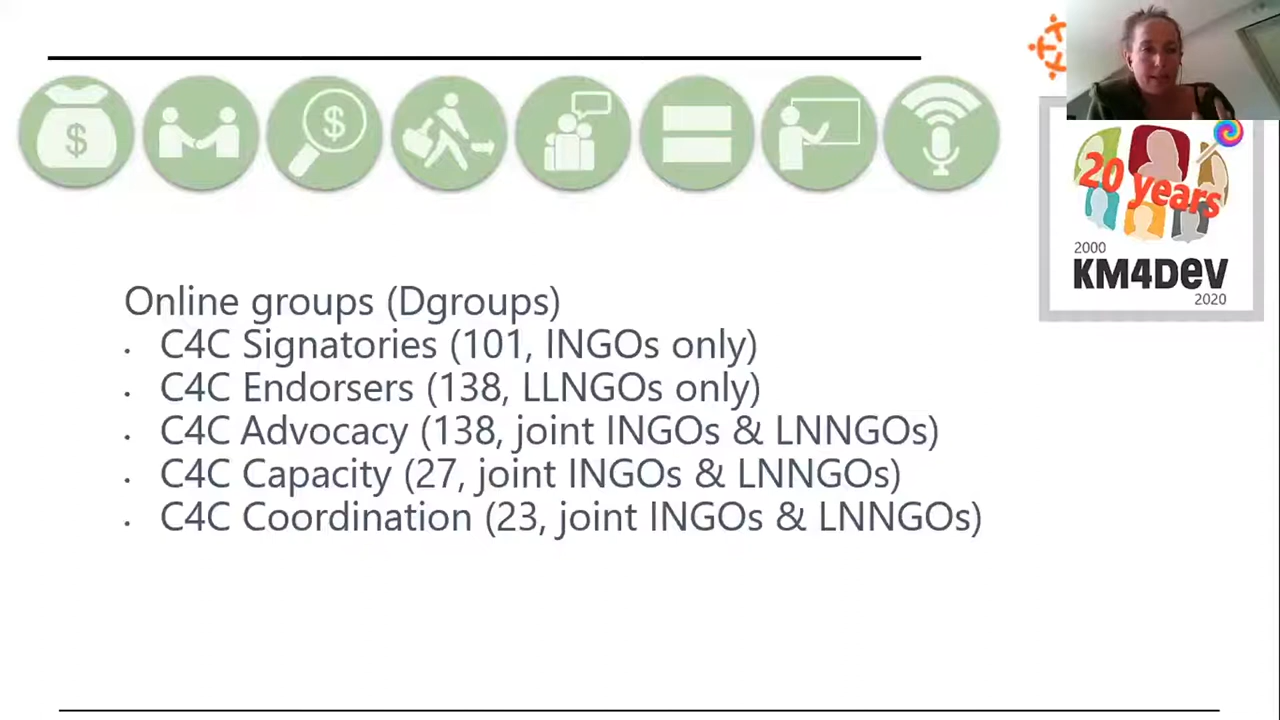 $
$
20 years
2000
KM4Dev
2020
Online groups (Dgroups)
• C4C Signatories (101, INGOs only)
• C4C Endorsers (138, LLNGOs only)
• C4C Advocacy (138, joint INGOs & LNNGOs)
• C4C Capacity (27, joint INGOs & LNNGOs)
• C4C Coordination (23, joint INGOs & LNNGOs)